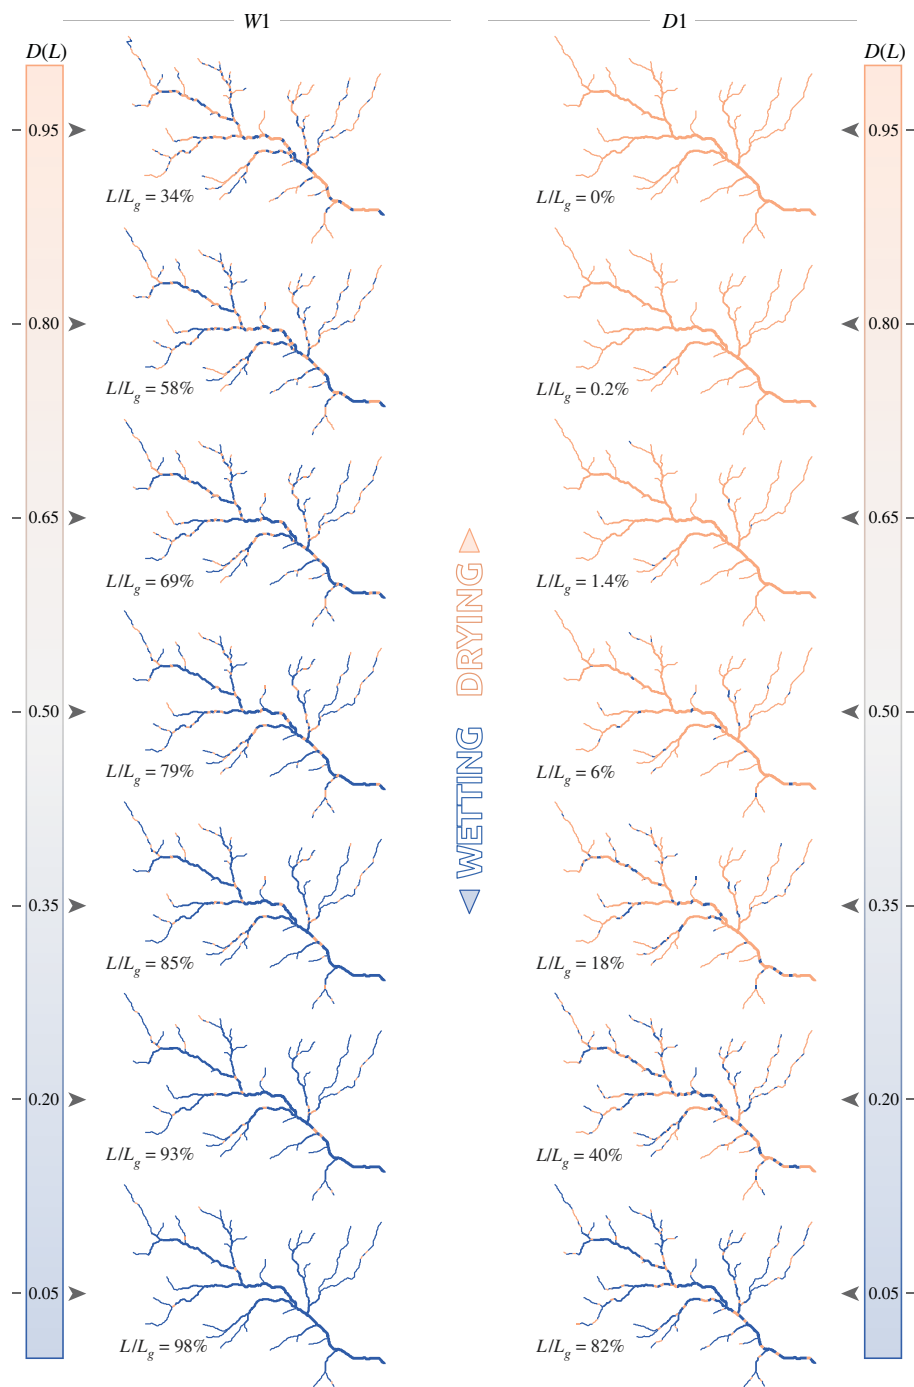 W1 D1
D(L) D(L)
0.95 0.95
L/Lg = 34% L/Lg = 0%
0.80 0.80
L/Lg = 58% L/Lg = 0.2%
0.65 0.65
L/Lg = 69% L/Lg = 1.4%
DRYING
0.50 0.50
L/Lg = 79% L/Lg = 6%
WETTING
0.35 0.35
L/Lg = 85% L/Lg = 18%
0.20 0.20
L/Lg = 93% L/Lg = 40%
0.05 0.05
L/Lg = 98% L/Lg = 82%